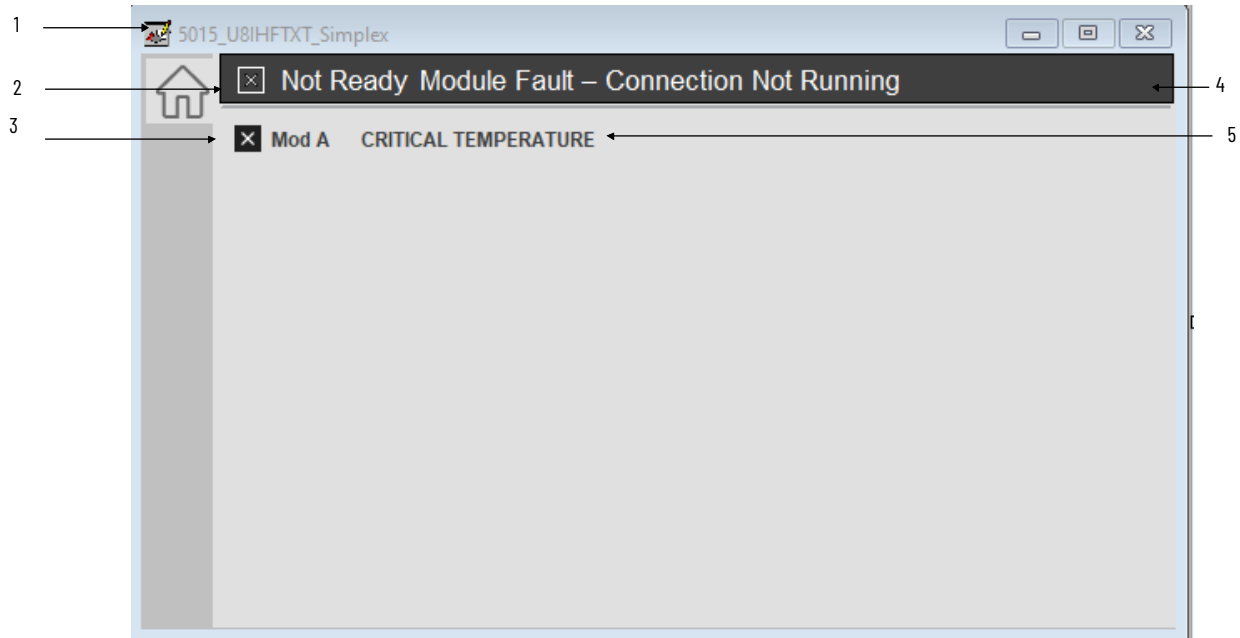 1
5015_U8IHFTXT_Simplex
2
Not Ready Module Fault – Connection Not Running
4
3
Mod A CRITICAL TEMPERATURE
5